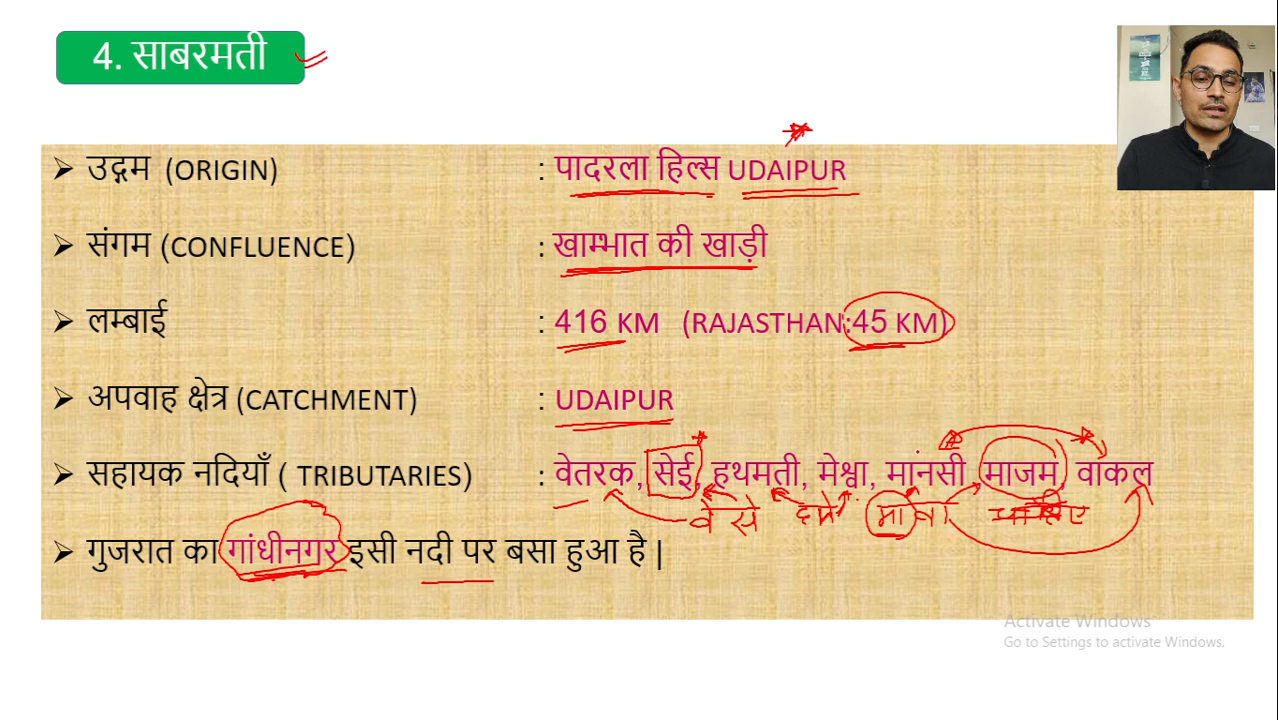 4. साबरमती
➢ उद्गम (ORIGIN) : पादरला हिल्स UDAIPUR
➢ संगम (CONFLUENCE) : खाम्भात की खाड़ी
➢ लम्बाई : 416 KM (RAJASTHAN:45 KM)
➢ अपवाह क्षेत्र (CATCHMENT) : UDAIPUR
➢ सहायक नदियाँ ( TRIBUTARIES) : वेतरक, सेई, हथमती, मेश्वा, मांनसी, माजम, वाकल
वे से
➢ गुजरात का गांधीनगर इसी नदी पर बसा हुआ है |
Activate Windows
Go to Settings to activate Windows.